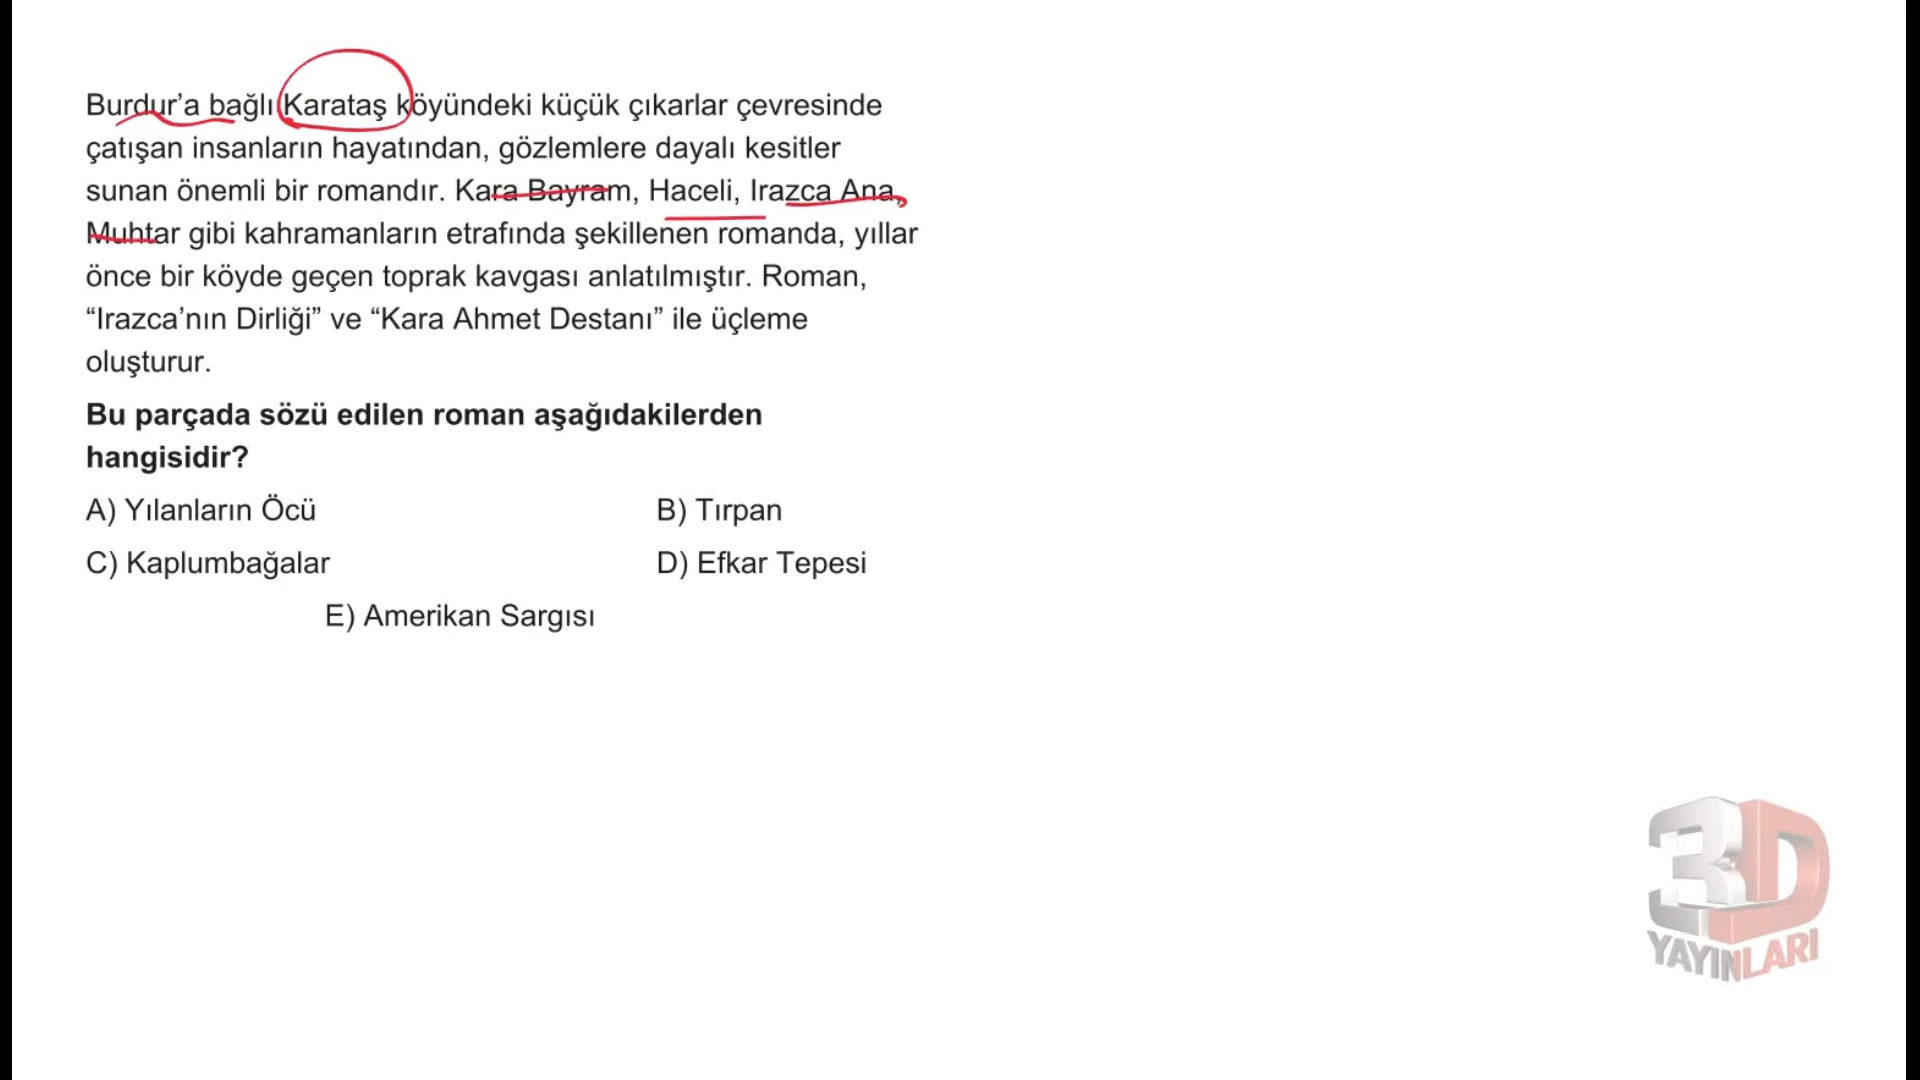 Burdur’a bağlı Karataş köyündeki küçük çıkarlar çevresinde
çatışan insanların hayatından, gözlemlere dayalı kesitler
sunan önemli bir romandır. Kara Bayram, Haceli, Irazca Ana,
Muhtar gibi kahramanların etrafında şekillenen romanda, yıllar
önce bir köyde geçen toprak kavgası anlatılmıştır. Roman,
“Irazca’nın Dirliği” ve “Kara Ahmet Destanı” ile üçleme
oluşturur.
Bu parçada sözü edilen roman aşağıdakilerden
hangisidir?
A) Yılanların Öcü
B) Tırpan
C) Kaplumbağalar
D) Efkar Tepesi
E) Amerikan Sargısı
3D
YAYINLARI